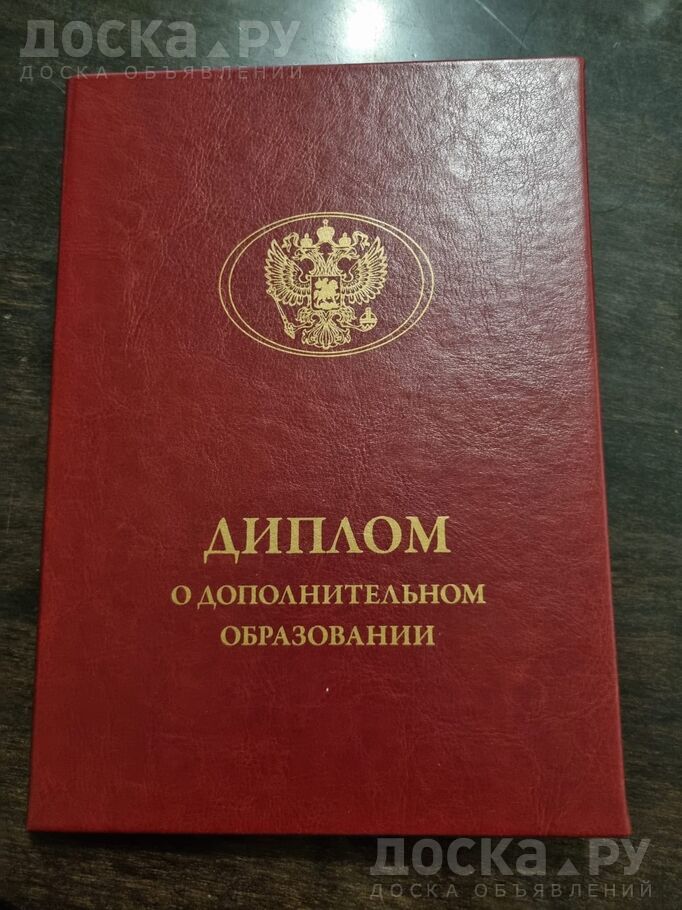 ДОСКА.РУ
ДОСКА ОБЪЯВЛЕНИЙ
ДИПЛОМ
О ДОПОЛНИТЕЛЬНОМ
ОБРАЗОВАНИИ
ДОСКА.РУ
ДОСКА ОБЪЯВЛЕНИЙ